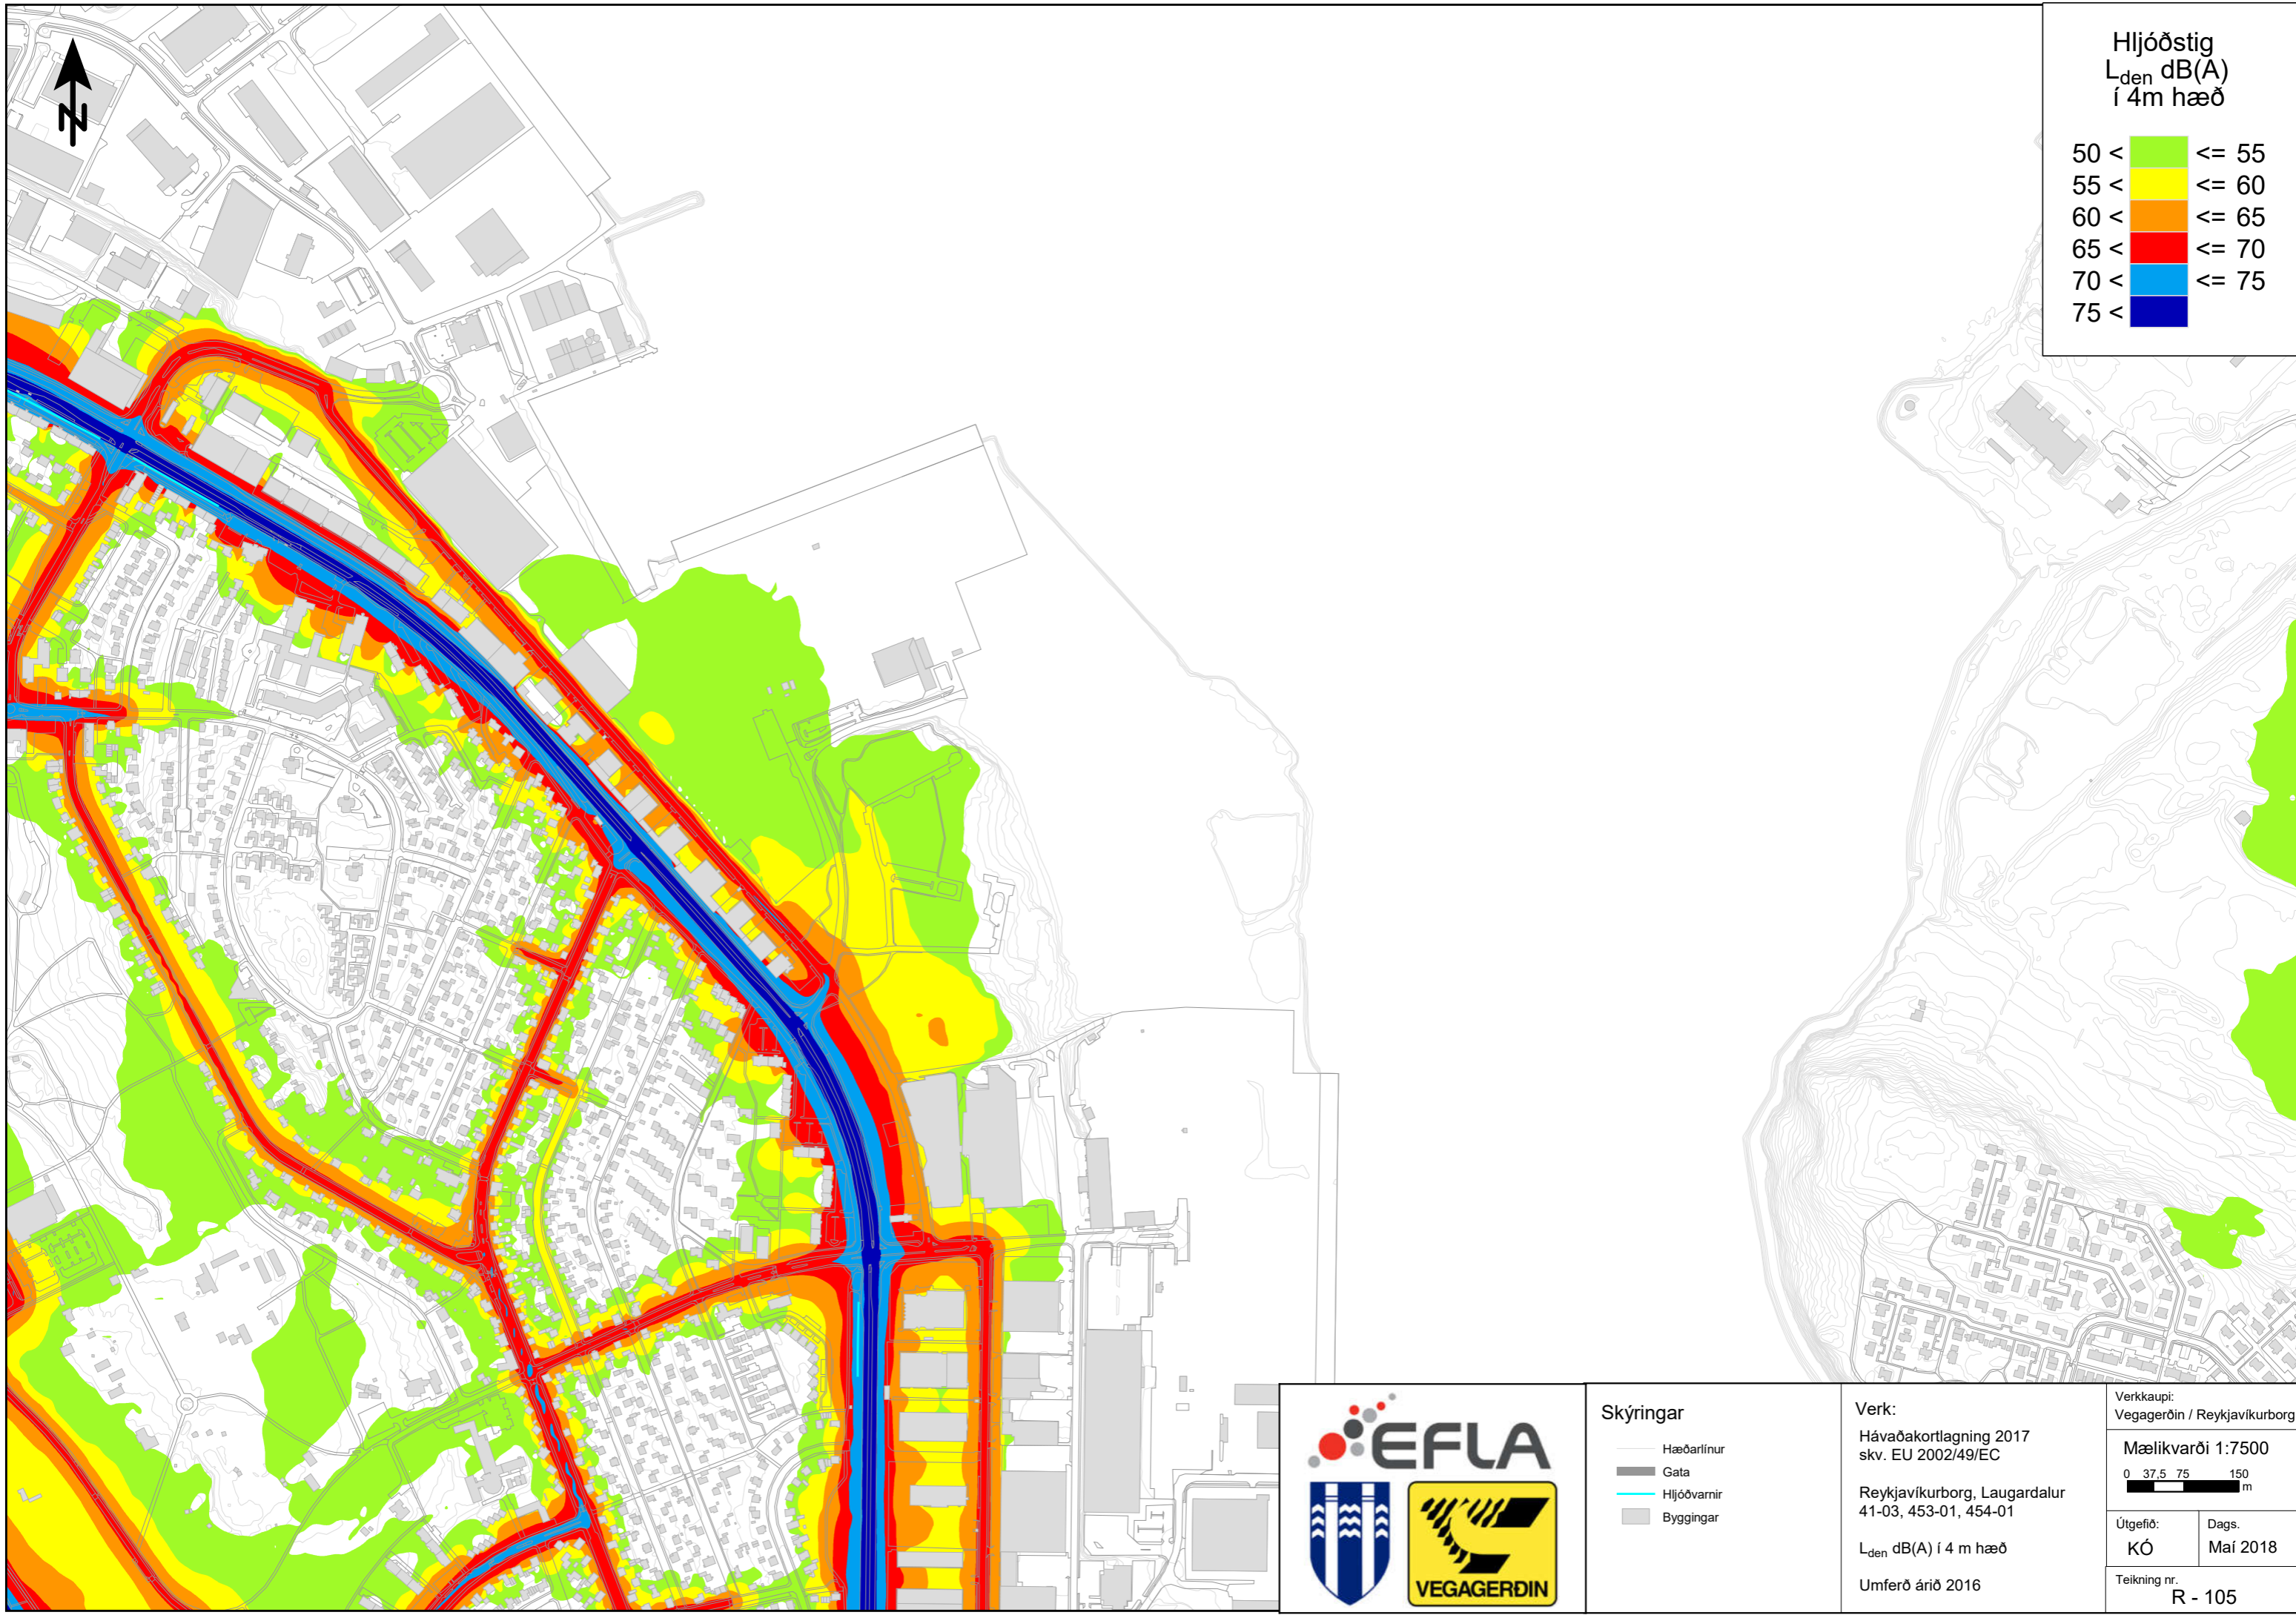 N
Hljóðstig
Lden dB(A)
í 4m hæð
50 < <= 55
55 < <= 60
60 < <= 65
65 < <= 70
70 < <= 75
75 <
EFLA
VEGAGERÐIN
Skýringar
Hæðarlínur
Gata
Hljóðvarnir
Byggingar
Verk:
Hávaðakortlagning 2017
skv. EU 2002/49/EC
Reykjavíkurborg, Laugardalur
41-03, 453-01, 454-01
Lden dB(A) í 4 m hæð
Umferð árið 2016
Verkkaupi:
Vegagerðin / Reykjavíkurborg
Mælikvarði 1:7500
0 37,5 75 150
m
Útgefið:
KÓ
Dags.
Maí 2018
Teikning nr.
R - 105